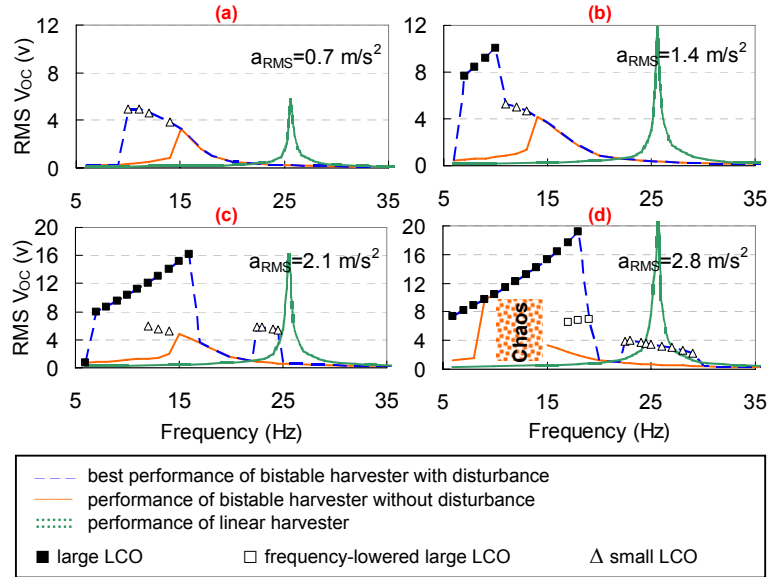 (a)
(b)
RMS V_OC (v)
12
8
4
0
a_RMS=0.7 m/s²
5
15
25
35
12
8
4
0
a_RMS=1.4 m/s²
5
15
25
35
(c)
(d)
RMS V_OC (v)
20
16
12
8
4
0
a_RMS=2.1 m/s²
5
15
25
35
Frequency (Hz)
20
16
12
8
4
0
Chaos
a_RMS=2.8 m/s²
5
15
25
35
Frequency (Hz)
best performance of bistable harvester with disturbance
performance of bistable harvester without disturbance
performance of linear harvester
large LCO
frequency-lowered large LCO
small LCO